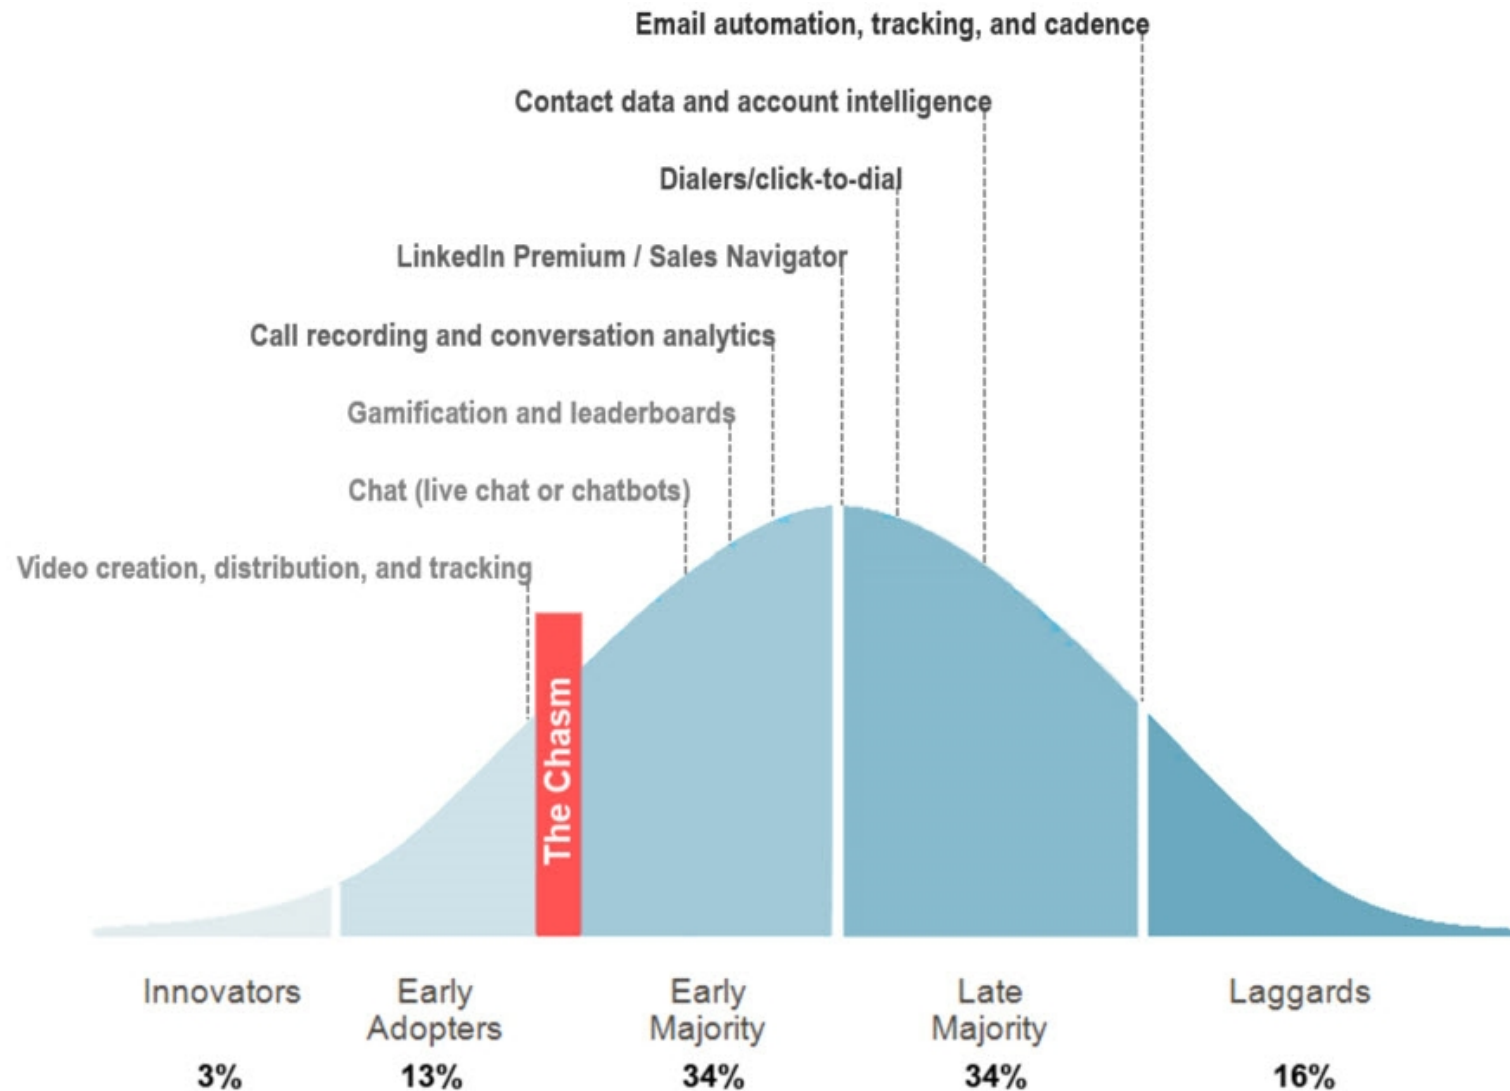 Email automation, tracking, and cadence
Contact data and account intelligence
Dialers/click-to-dial
LinkedIn Premium / Sales Navigator
Call recording and conversation analytics
Gamification and leaderboards
Chat (live chat or chatbots)
Video creation, distribution, and tracking
The Chasm
Innovators
Early
Adopters
Early
Majority
Late
Majority
Laggards
3%
13%
34%
34%
16%